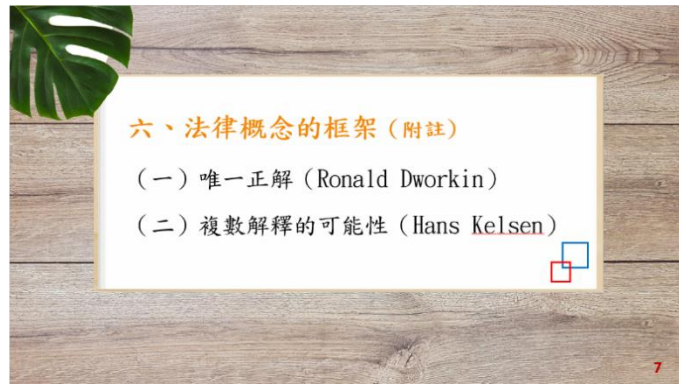 六、法律概念的框架（附註）
（一）唯一正解（Ronald Dworkin）
（二）複數解釋的可能性（Hans Kelsen）
7